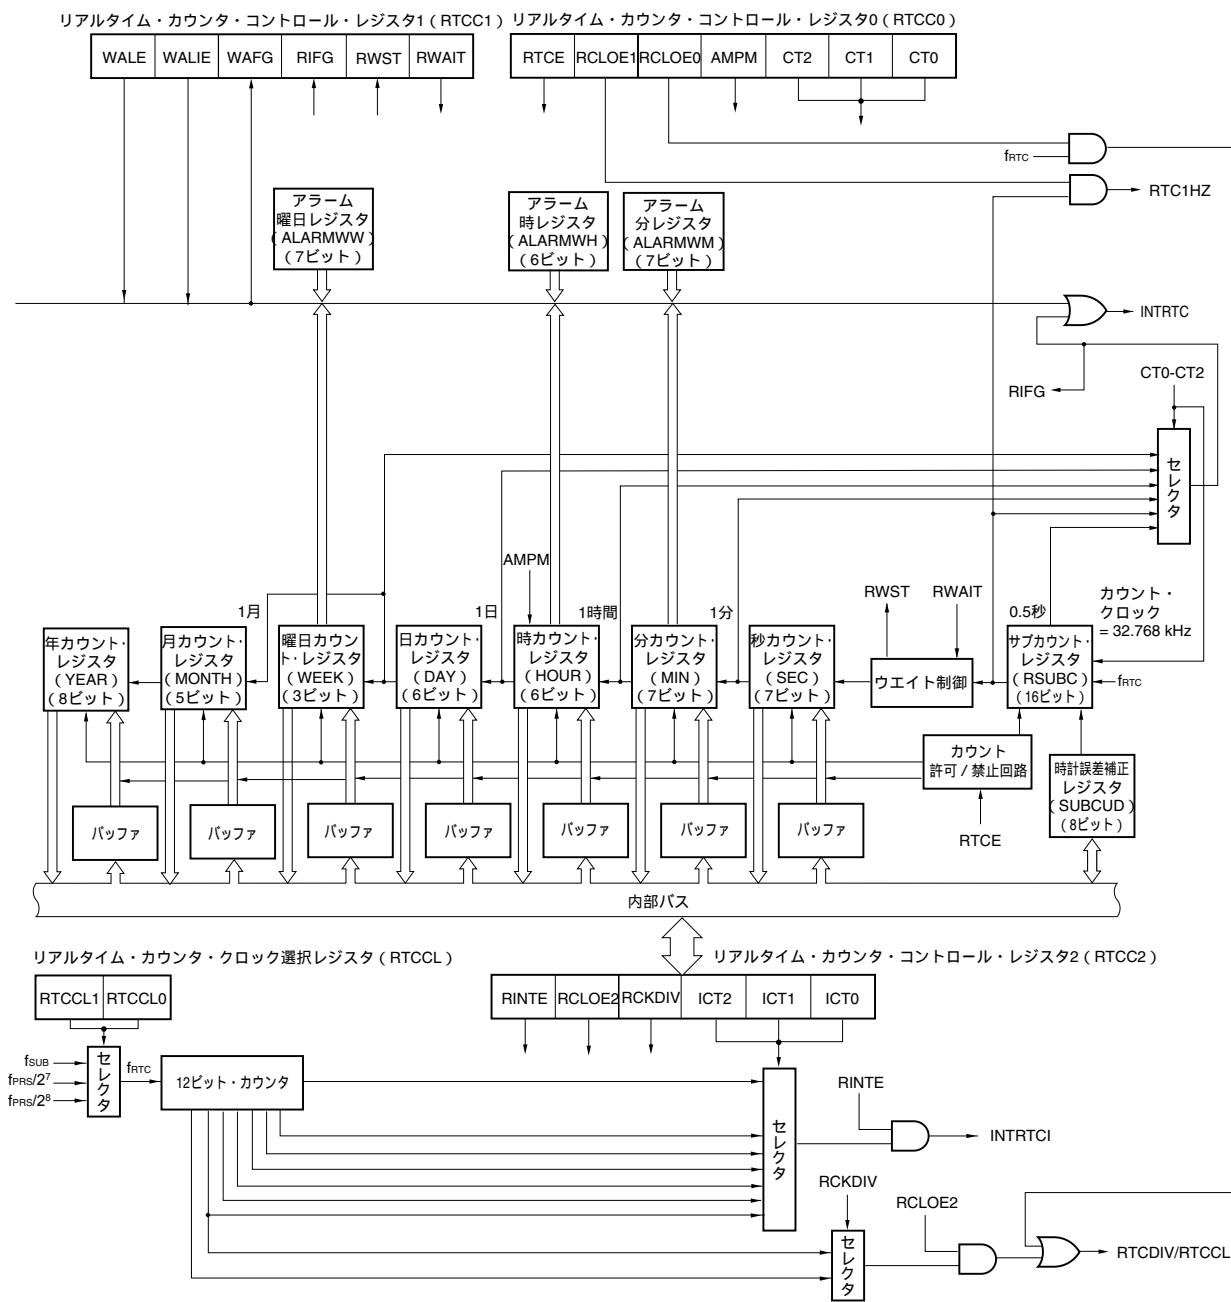 リアルタイム・カウンタ・コントロール・レジスタ1（RTCC1）
リアルタイム・カウンタ・コントロール・レジスタ0（RTCC0）
WALE WALIE WAFG RIFG RWST RWAIT
RTCE RCLOE1 RCLOE0 AMPM CT2 CT1 CT0
fRTC
RTC1HZ
アラーム
曜日レジスタ
（ALARMWW）
（7ビット）
アラーム
時レジスタ
（ALARMWH）
（6ビット）
アラーム
分レジスタ
（ALARMWM）
（7ビット）
INTRTC
RIFG
CT0-CT2
セレクタ
AMPM
RWST
RWAIT
カウント・
クロック
= 32.768 kHz
1月
1日
1時間
1分
0.5秒
年カウント・
レジスタ
（YEAR）
（8ビット）
月カウント・
レジスタ
（MONTH）
（5ビット）
曜日カウン
ト・レジスタ
（WEEK）
（3ビット）
日カウント・
レジスタ
（DAY）
（6ビット）
時カウント・
レジスタ
（HOUR）
（6ビット）
分カウント・
レジスタ
（MIN）
（7ビット）
秒カウント・
レジスタ
（SEC）
（7ビット）
ウエイト制御
サブカウント・
レジスタ
（RSUBC）
（16ビット）
fRTC
カウント
許可／禁止回路
RTCE
時計誤差補正
レジスタ
（SUBCUD）
（8ビット）
バッファ
バッファ
バッファ
バッファ
バッファ
バッファ
バッファ
内部バス
リアルタイム・カウンタ・クロック選択レジスタ（RTCCL）
リアルタイム・カウンタ・コントロール・レジスタ2（RTCC2）
RTCCL1 RTCCL0
RINTE RCLOE2 RCKDIV ICT2 ICT1 ICT0
fSUB
fPRS/2⁷
fPRS/2⁸
セレクタ
fRTC
12ビット・カウンタ
セレクタ
RINTE
INTRTCI
RCKDIV
セレクタ
RCLOE2
RTCDIV/RTCCL